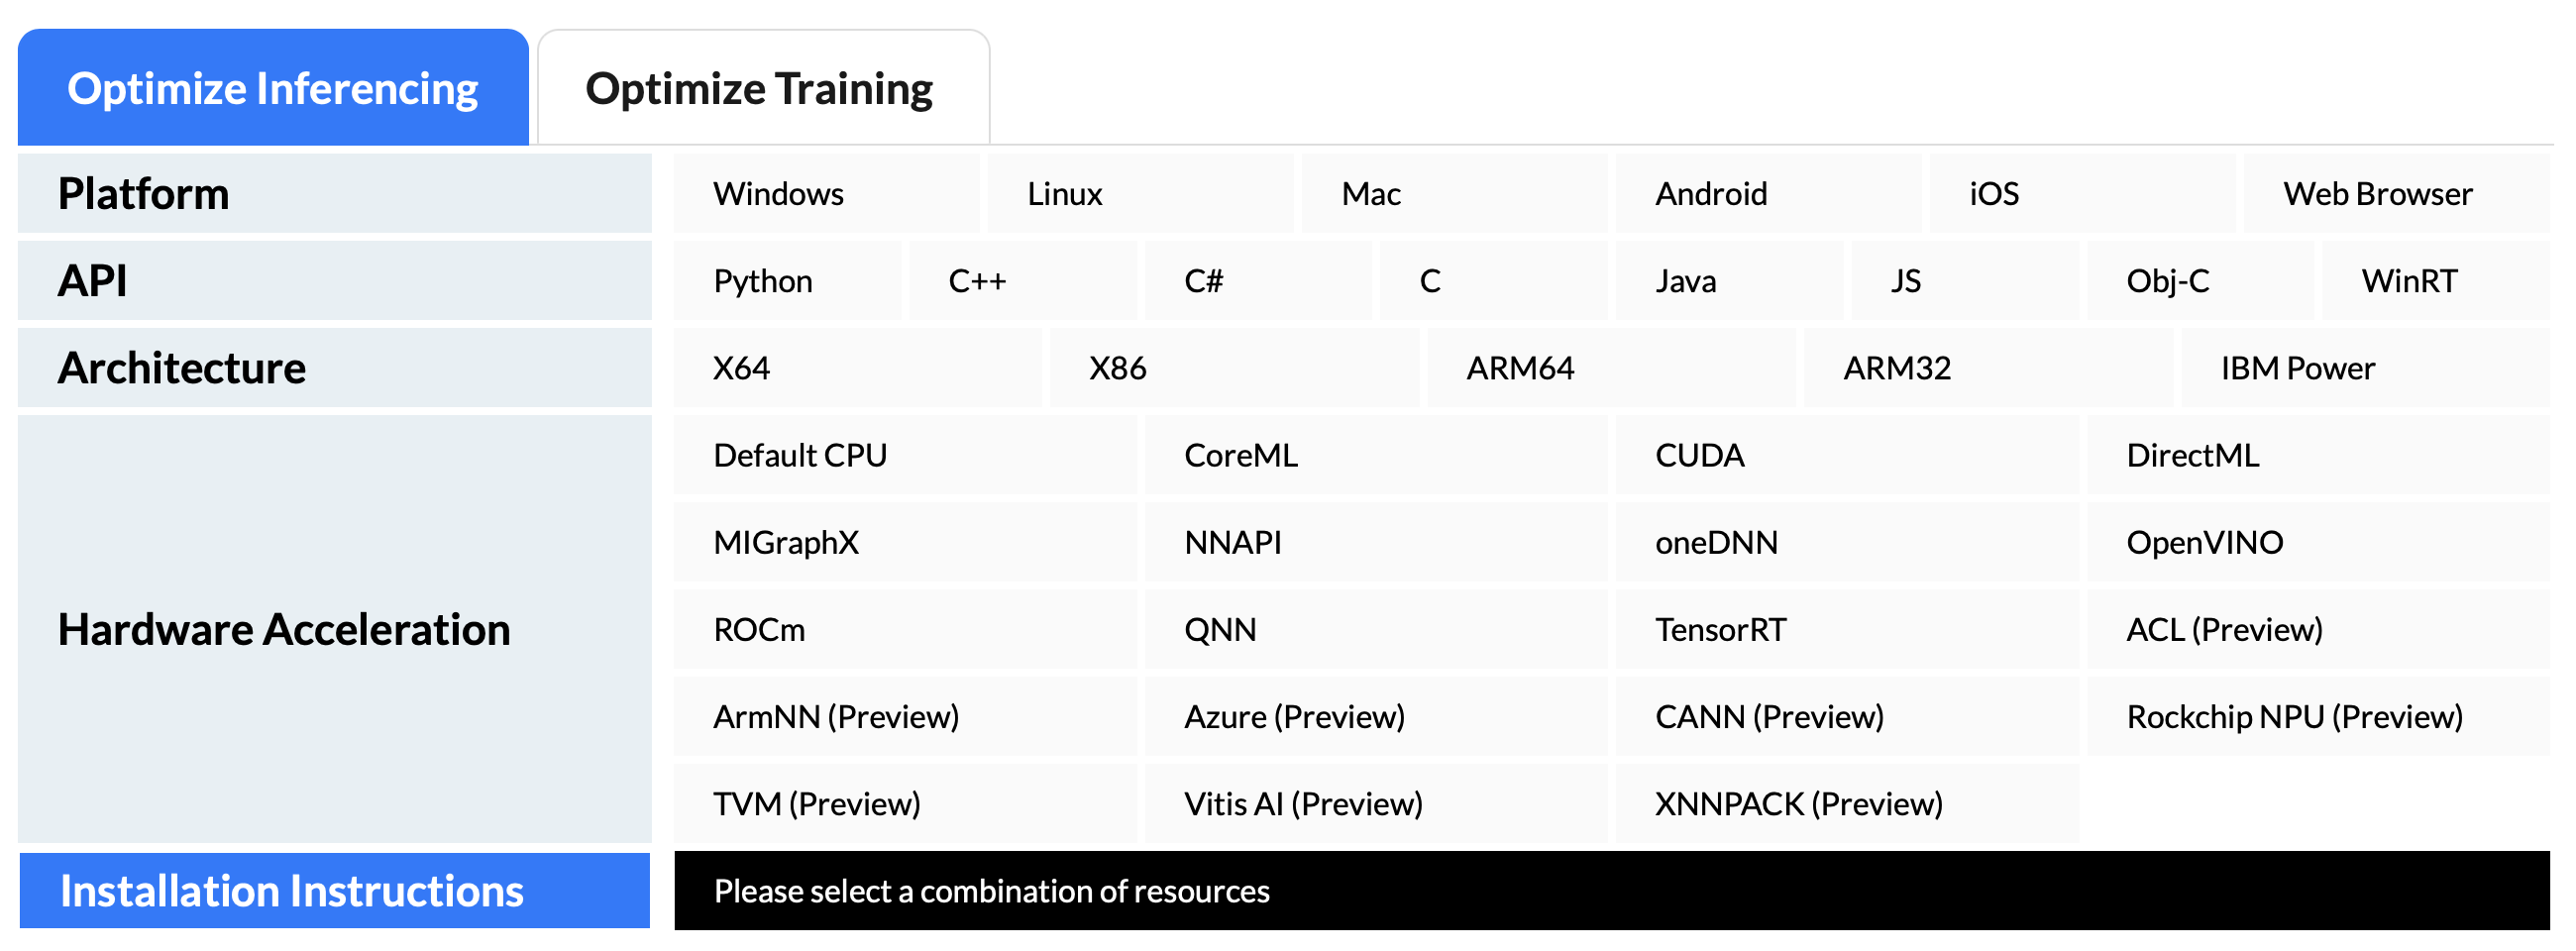 Optimize Inferencing Optimize Training
Platform Windows Linux Mac Android iOS Web Browser
API Python C++ C# C Java JS Obj-C WinRT
Architecture X64 X86 ARM64 ARM32 IBM Power
Hardware Acceleration
Default CPU CoreML CUDA DirectML
MIGraphX NNAPI oneDNN OpenVINO
ROCm QNN TensorRT ACL (Preview)
ArmNN (Preview) Azure (Preview) CANN (Preview) Rockchip NPU (Preview)
TVM (Preview) Vitis AI (Preview) XNNPACK (Preview)
Installation Instructions Please select a combination of resources